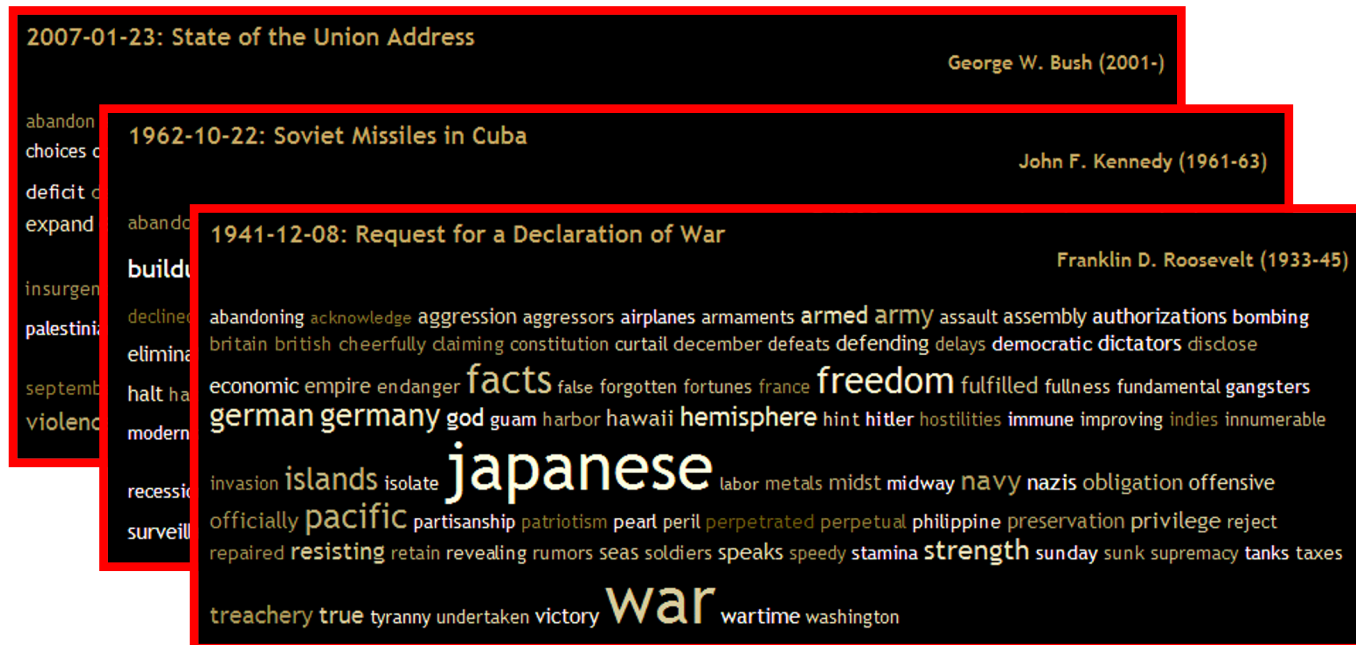 2007-01-23: State of the Union Address
George W. Bush (2001-)
abandon
choices
deficit
expand
palestini
1962-10-22: Soviet Missiles in Cuba
John F. Kennedy (1961-63)
buildu
declined
elimina
halt ha
modern
recessio
surveill
1941-12-08: Request for a Declaration of War
Franklin D. Roosevelt (1933-45)
abandoning acknowledge aggression aggressors airplanes armaments armed army assault assembly authorizations bombing
britain british cheerfully claiming constitution curtail december defeats defending delays democratic dictators disclose
economic empire endanger facts false forgotten fortunes france freedom fulfilled fullness fundamental gangsters
german germany god guam harbor hawaii hemisphere hint hitler hostilities immune improving indies innumerable
invasion islands isolate japanese labor metals midst midway navy nazis obligation offensive
officially pacific partisanship patriotism pearl peril perpetrated perpetual philippine preservation privilege reject
repaired resisting retain revealing rumors seas soldiers speaks speedy stamina strength sunday sunk supremacy tanks taxes
treachery true tyranny undertaken victory war wartime washington